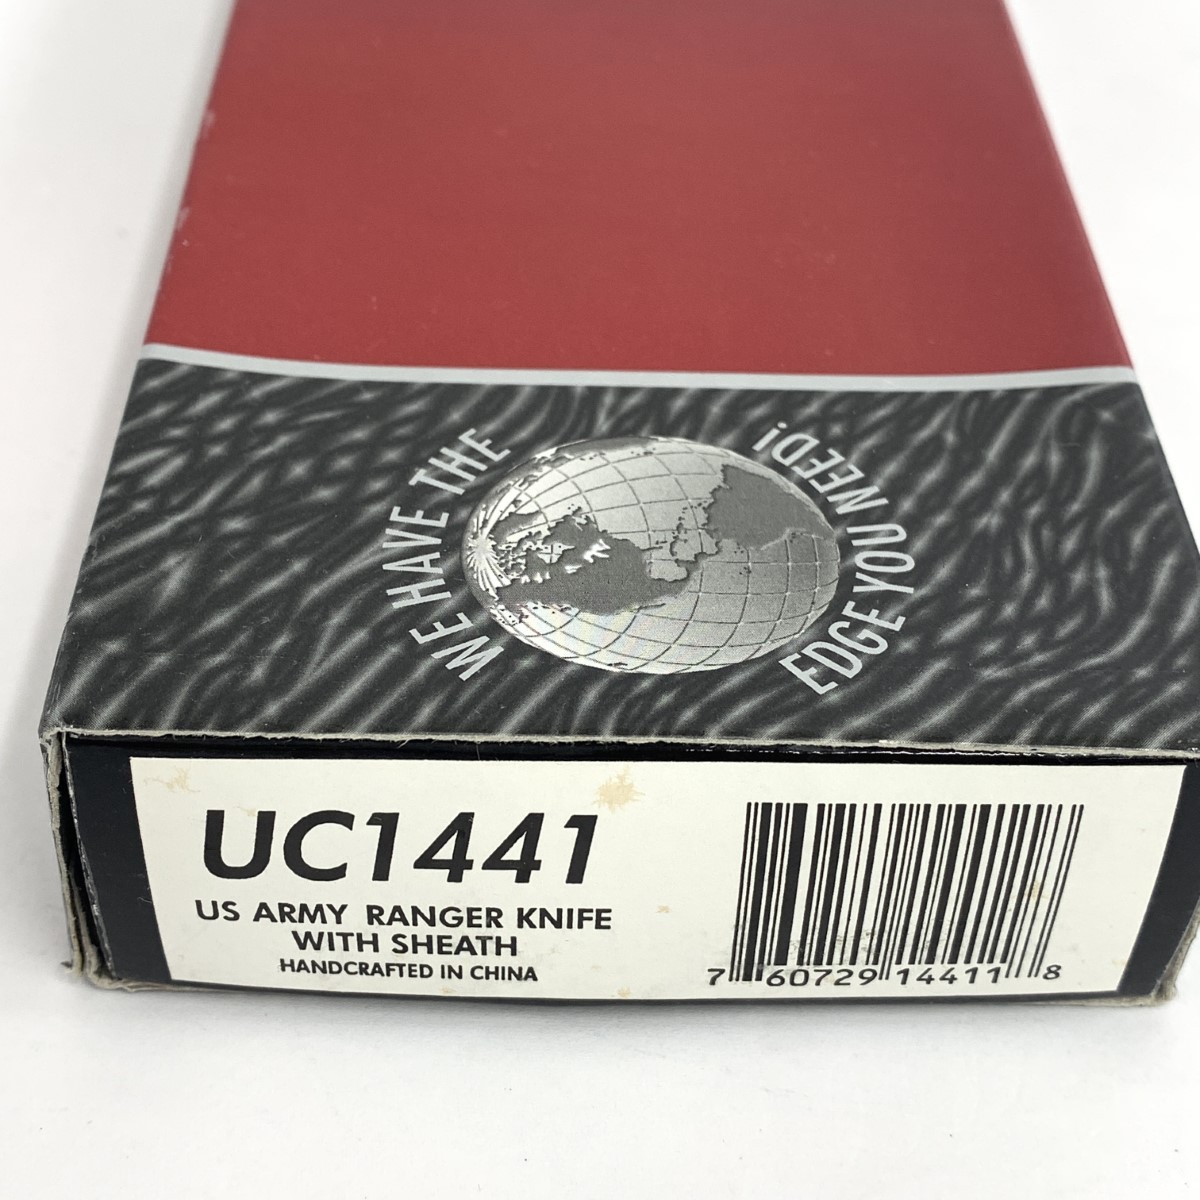 WE HAVE THE
EDGE YOU NEED!
UC1441
US ARMY RANGER KNIFE
WITH SHEATH
HANDCRAFTED IN CHINA
7 60729 14411 8